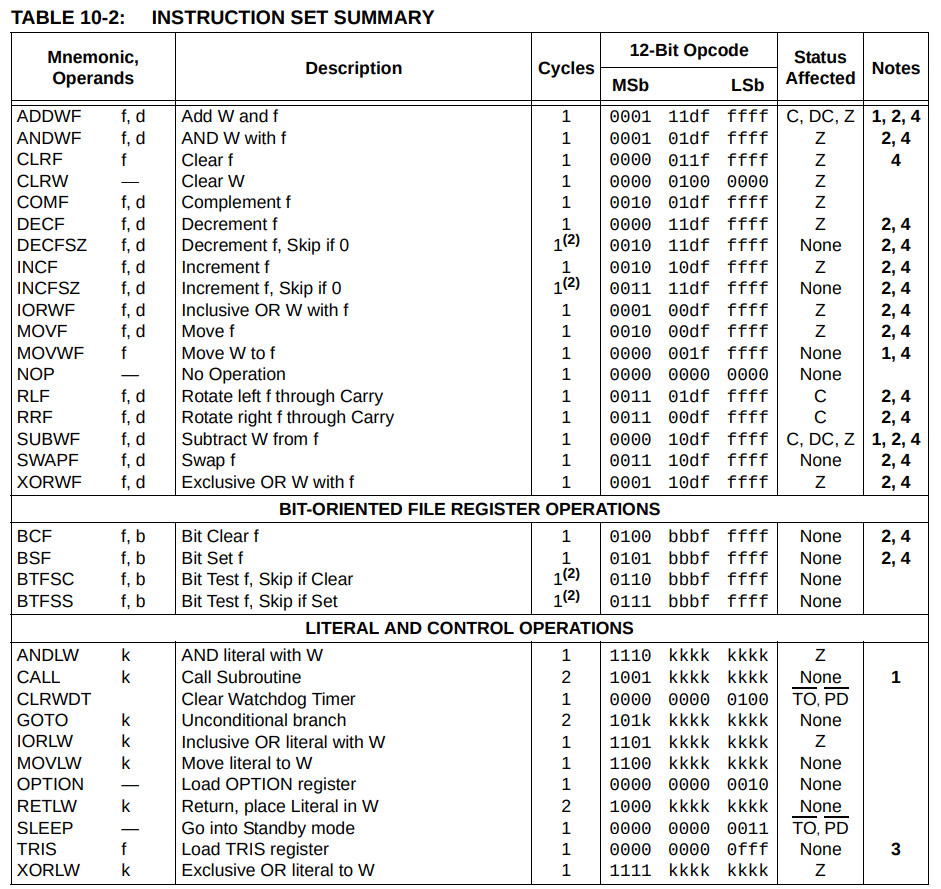 TABLE 10-2: INSTRUCTION SET SUMMARY
Mnemonic, Operands Description Cycles 12-Bit Opcode Status Affected Notes
MSb LSb
ADDWF f, d Add W and f 1 0001 11df ffff C, DC, Z 1, 2, 4
ANDWF f, d AND W with f 1 0001 01df ffff Z 2, 4
CLRF f Clear f 1 0000 011f ffff Z 4
CLRW — Clear W 1 0000 0100 0000 Z
COMF f, d Complement f 1 0010 01df ffff Z
DECF f, d Decrement f 1 0000 11df ffff Z 2, 4
DECFSZ f, d Decrement f, Skip if 0 1(2) 0010 11df ffff None 2, 4
INCF f, d Increment f 1 0010 10df ffff Z 2, 4
INCFSZ f, d Increment f, Skip if 0 1(2) 0011 11df ffff None 2, 4
IORWF f, d Inclusive OR W with f 1 0001 00df ffff Z 2, 4
MOVF f, d Move f 1 0010 00df ffff Z 2, 4
MOVWF f Move W to f 1 0000 001f ffff None 1, 4
NOP — No Operation 1 0000 0000 0000 None
RLF f, d Rotate left f through Carry 1 0011 01df ffff C 2, 4
RRF f, d Rotate right f through Carry 1 0011 00df ffff C 2, 4
SUBWF f, d Subtract W from f 1 0000 10df ffff C, DC, Z 1, 2, 4
SWAPF f, d Swap f 1 0011 10df ffff None 2, 4
XORWF f, d Exclusive OR W with f 1 0001 10df ffff Z 2, 4
BIT-ORIENTED FILE REGISTER OPERATIONS
BCF f, b Bit Clear f 1 0100 bbbf ffff None 2, 4
BSF f, b Bit Set f 1 0101 bbbf ffff None 2, 4
BTFSC f, b Bit Test f, Skip if Clear 1(2) 0110 bbbf ffff None
BTFSS f, b Bit Test f, Skip if Set 1(2) 0111 bbbf ffff None
LITERAL AND CONTROL OPERATIONS
ANDLW k AND literal with W 1 1110 kkkk kkkk Z
CALL k Call Subroutine 2 1001 kkkk kkkk None 1
CLRWDT Clear Watchdog Timer 1 0000 0000 0100 TO, PD
GOTO k Unconditional branch 2 101k kkkk kkkk None
IORLW k Inclusive OR literal with W 1 1101 kkkk kkkk Z
MOVLW k Move literal to W 1 1100 kkkk kkkk None
OPTION — Load OPTION register 1 0000 0000 0010 None
RETLW k Return, place Literal in W 2 1000 kkkk kkkk None
SLEEP — Go into Standby mode 1 0000 0000 0011 TO, PD
TRIS f Load TRIS register 1 0000 0000 0fff None 3
XORLW k Exclusive OR literal to W 1 1111 kkkk kkkk Z